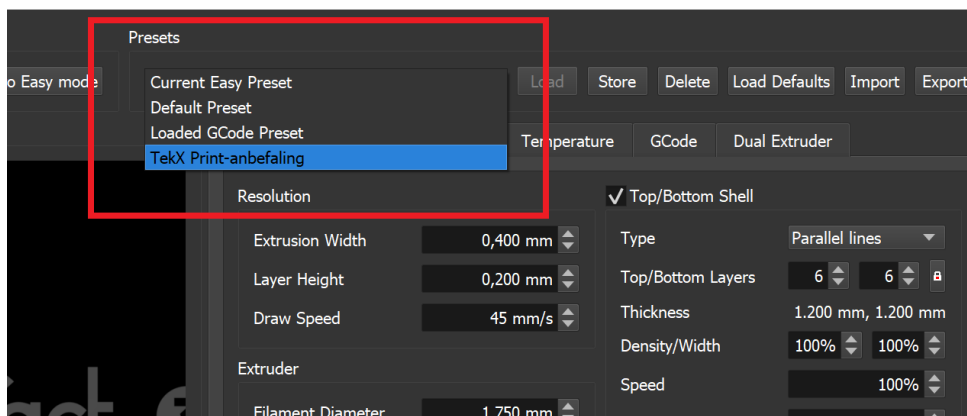 Presets
o Easy mode
Current Easy Preset
Default Preset
Loaded GCode Preset
TekX Print-anbefaling
Load Store Delete Load Defaults Import Export
Temperature GCode Dual Extruder
Resolution
Extrusion Width 0,400 mm
Layer Height 0,200 mm
Draw Speed 45 mm/s
Extruder
Filament Diameter 1,750 mm
Top/Bottom Shell
Type Parallel lines
Top/Bottom Layers 6 6
Thickness 1.200 mm, 1.200 mm
Density/Width 100% 100%
Speed 100%